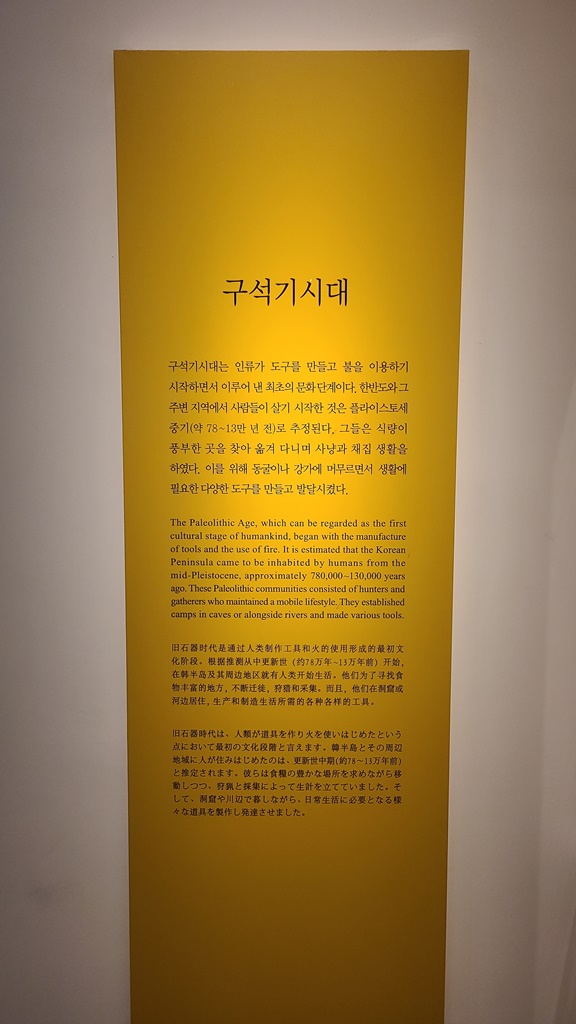 구석기시대
구석기시대는 인류가 도구를 만들고 불을 이용하기
시작하면서 이루어 낸 최초의 문화 단계이다. 한반도와 그
주변 지역에서 사람들이 살기 시작한 것은 플라이스토세
중기(약 78~13만 년 전)로 추정된다. 그들은 식량이
풍부한 곳을 찾아 옮겨 다니며 사냥과 채집 생활을
하였다. 이를 위해 동굴이나 강가에 머무르면서 생활에
필요한 다양한 도구를 만들고 발달시켰다.
The Paleolithic Age, which can be regarded as the first
cultural stage of humankind, began with the manufacture
of tools and the use of fire. It is estimated that the Korean
Peninsula came to be inhabited by humans from the
mid-Pleistocene, approximately 780,000~130,000 years
ago. These Paleolithic communities consisted of hunters and
gatherers who maintained a mobile lifestyle. They established
camps in caves or alongside rivers and made various tools.
旧石器时代是通过人类制作工具和火的使用形成的最初文
化阶段。根据推测从中更新世 (约78万年~13万年前) 开始,
在韩半岛及其周边地区就有人类开始生活。他们为了寻找食
物丰富的地方, 不断迁徙, 狩猎和采集。而且, 他们在洞窟或
河边居住, 生产和制造生活所需的各种各样的工具。
旧石器時代は、人類が道具を作り火を使いはじめたという
点において最初の文化段階と言えます。韓半島とその周辺
地域に人が住みはじめたのは、更新世中期(約78~13万年前)
と推定されます。彼らは食糧の豊かな場所を求めながら移
動しつつ、狩猟と採集によって生計を立てていました。そ
して、洞窟や川辺で暮しながら、日常生活に必要となる様
々な道具を製作し発達させました。